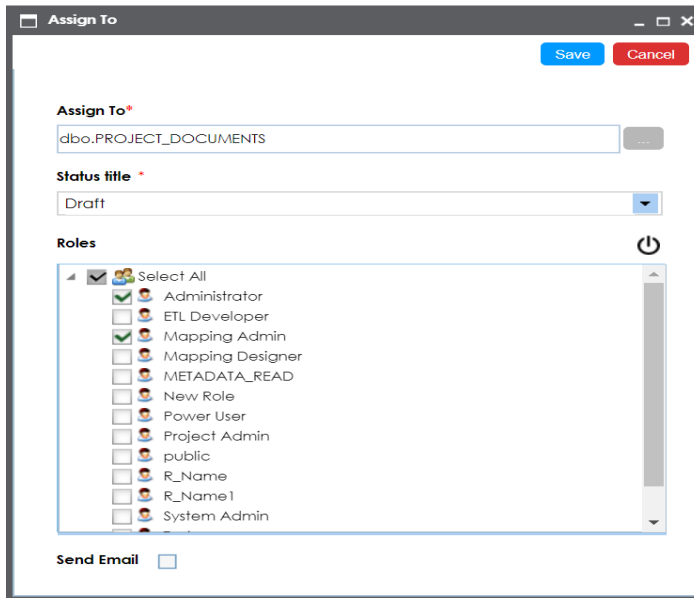 Assign To
Save Cancel
Assign To*
dbo.PROJECT_DOCUMENTS ...
Status title *
Draft
Roles
Select All
Administrator
ETL Developer
Mapping Admin
Mapping Designer
METADATA_READ
New Role
Power User
Project Admin
public
R_Name
R_Name1
System Admin
Send Email